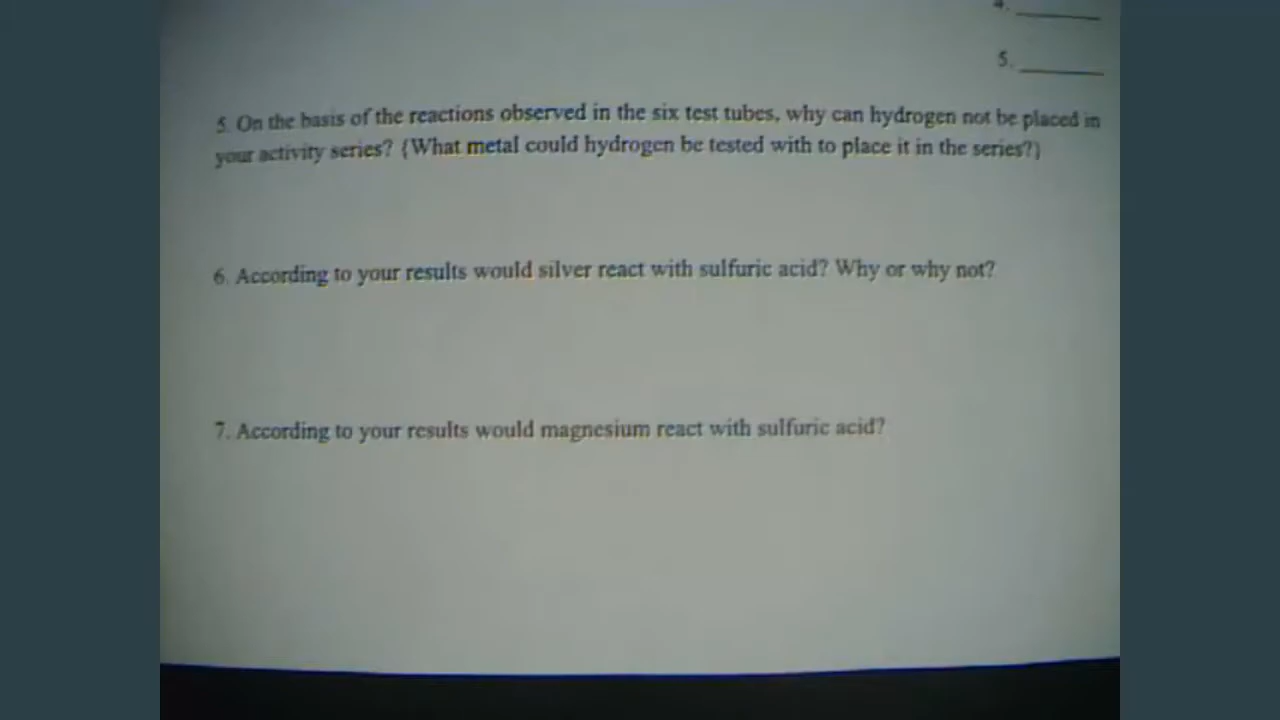 4. ______
5. ______
5. On the basis of the reactions observed in the six test tubes, why can hydrogen not be placed in
your activity series? {What metal could hydrogen be tested with to place it in the series?}
6. According to your results would silver react with sulfuric acid? Why or why not?
7. According to your results would magnesium react with sulfuric acid?